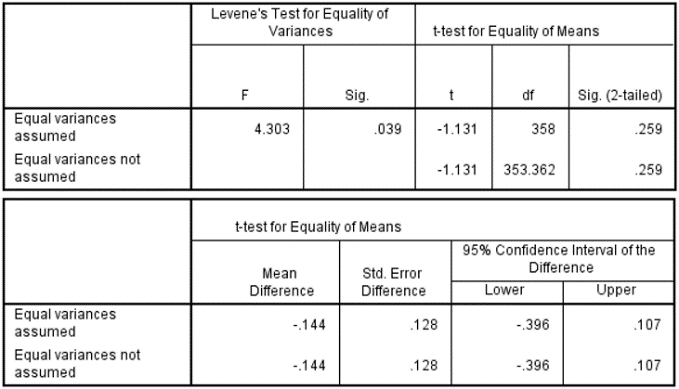 Levene's Test for Equality of
Variances
t-test for Equality of Means
F
Sig.
t
df
Sig. (2-tailed)
Equal variances
assumed
4.303
.039
-1.131
358
.259
Equal variances not
assumed
-1.131
353.362
.259
t-test for Equality of Means
Mean
Difference
Std. Error
Difference
95% Confidence Interval of the
Difference
Lower
Upper
Equal variances
assumed
-.144
.128
-.396
.107
Equal variances not
assumed
-.144
.128
-.396
.107